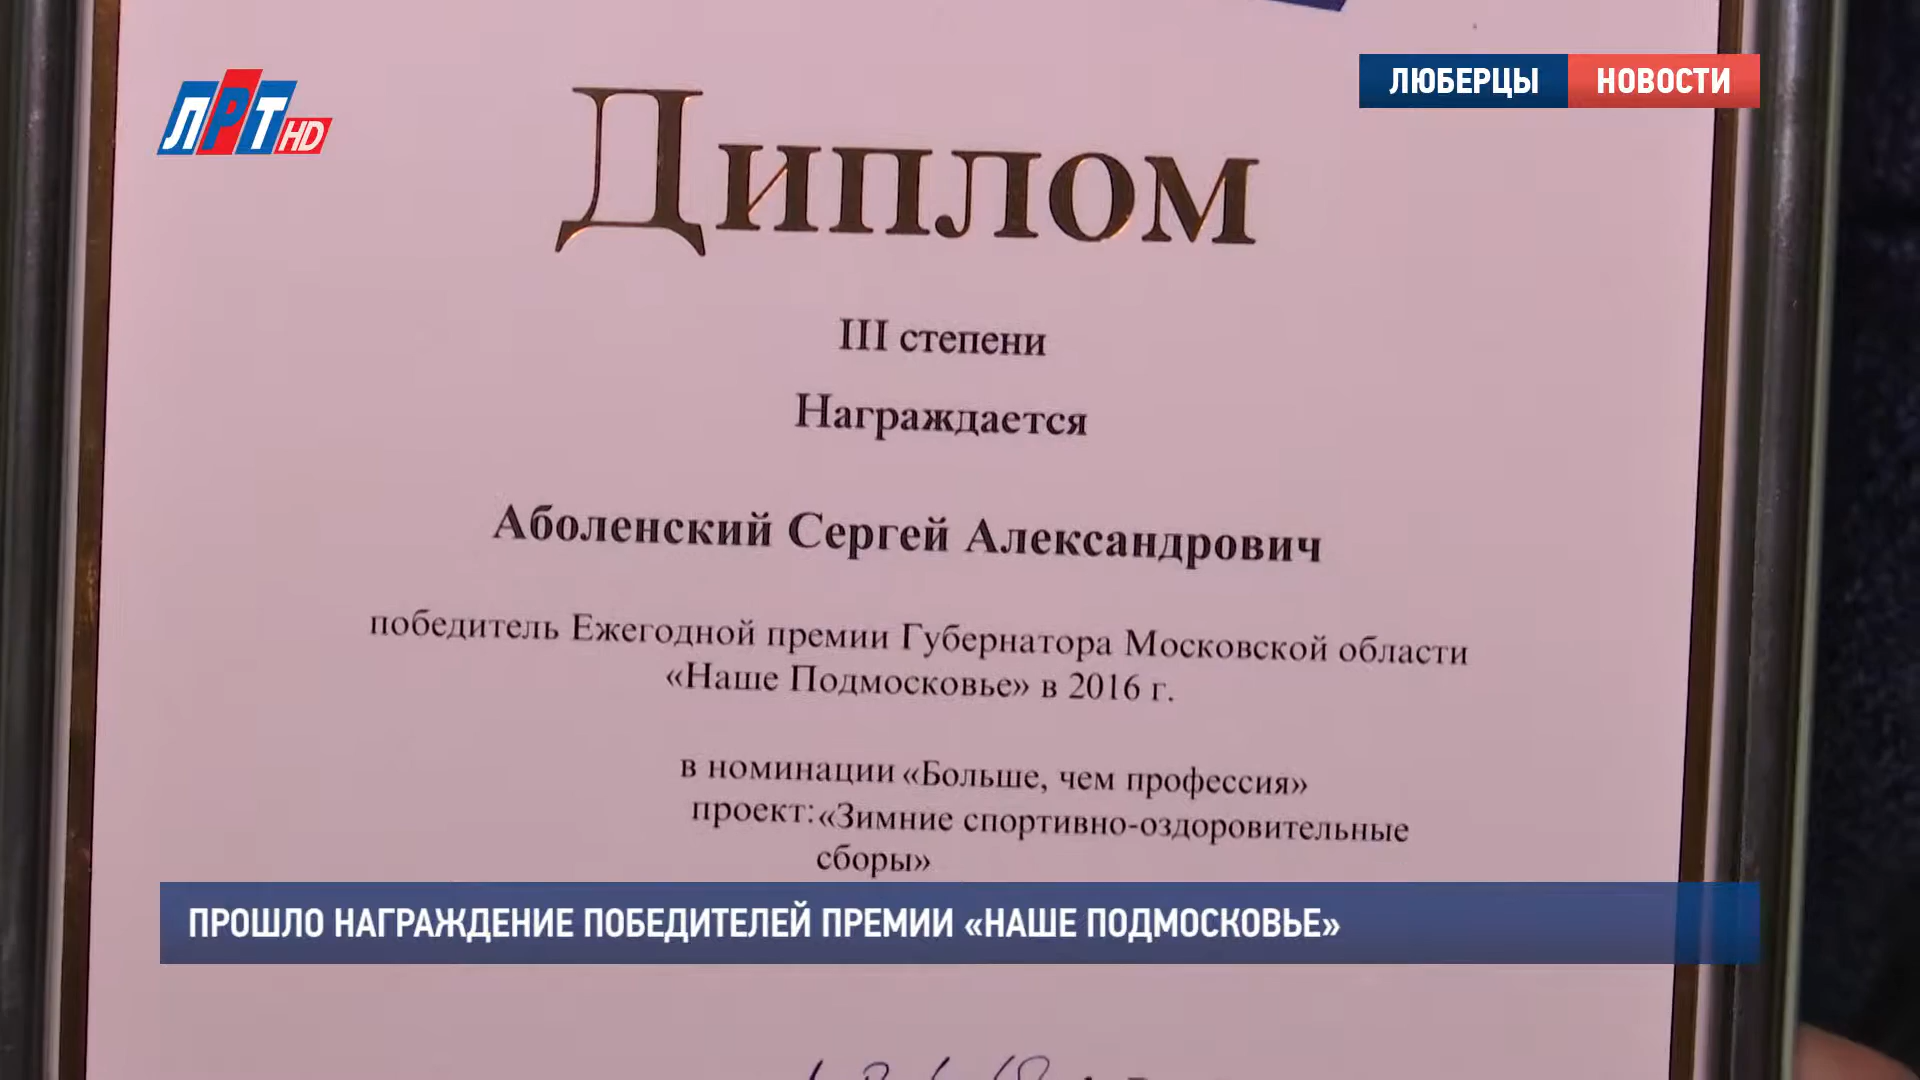 ЛРТ HD
ЛЮБЕРЦЫ НОВОСТИ
Диплом
III степени
Награждается
Аболенский Сергей Александрович
победитель Ежегодной премии Губернатора Московской области
«Наше Подмосковье» в 2016 г.
в номинации «Больше, чем профессия»
проект: «Зимние спортивно-оздоровительные
сборы»
ПРОШЛО НАГРАЖДЕНИЕ ПОБЕДИТЕЛЕЙ ПРЕМИИ «НАШЕ ПОДМОСКОВЬЕ»